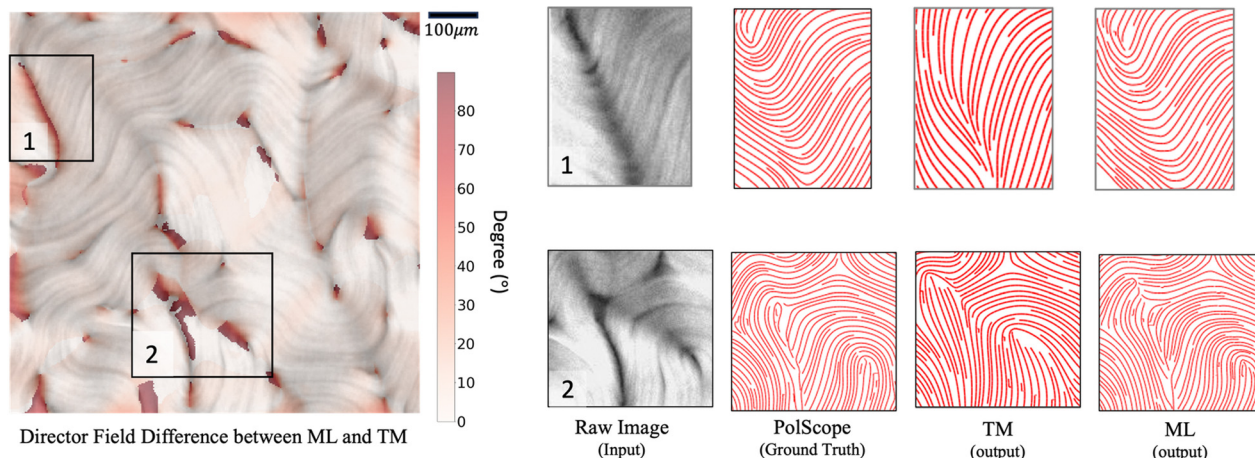 100μm
80
70
60
50
40
30
20
10
0
Degree (°)
1
2
Director Field Difference between ML and TM
1
2
Raw Image
(Input)
PolScope
(Ground Truth)
TM
(output)
ML
(output)